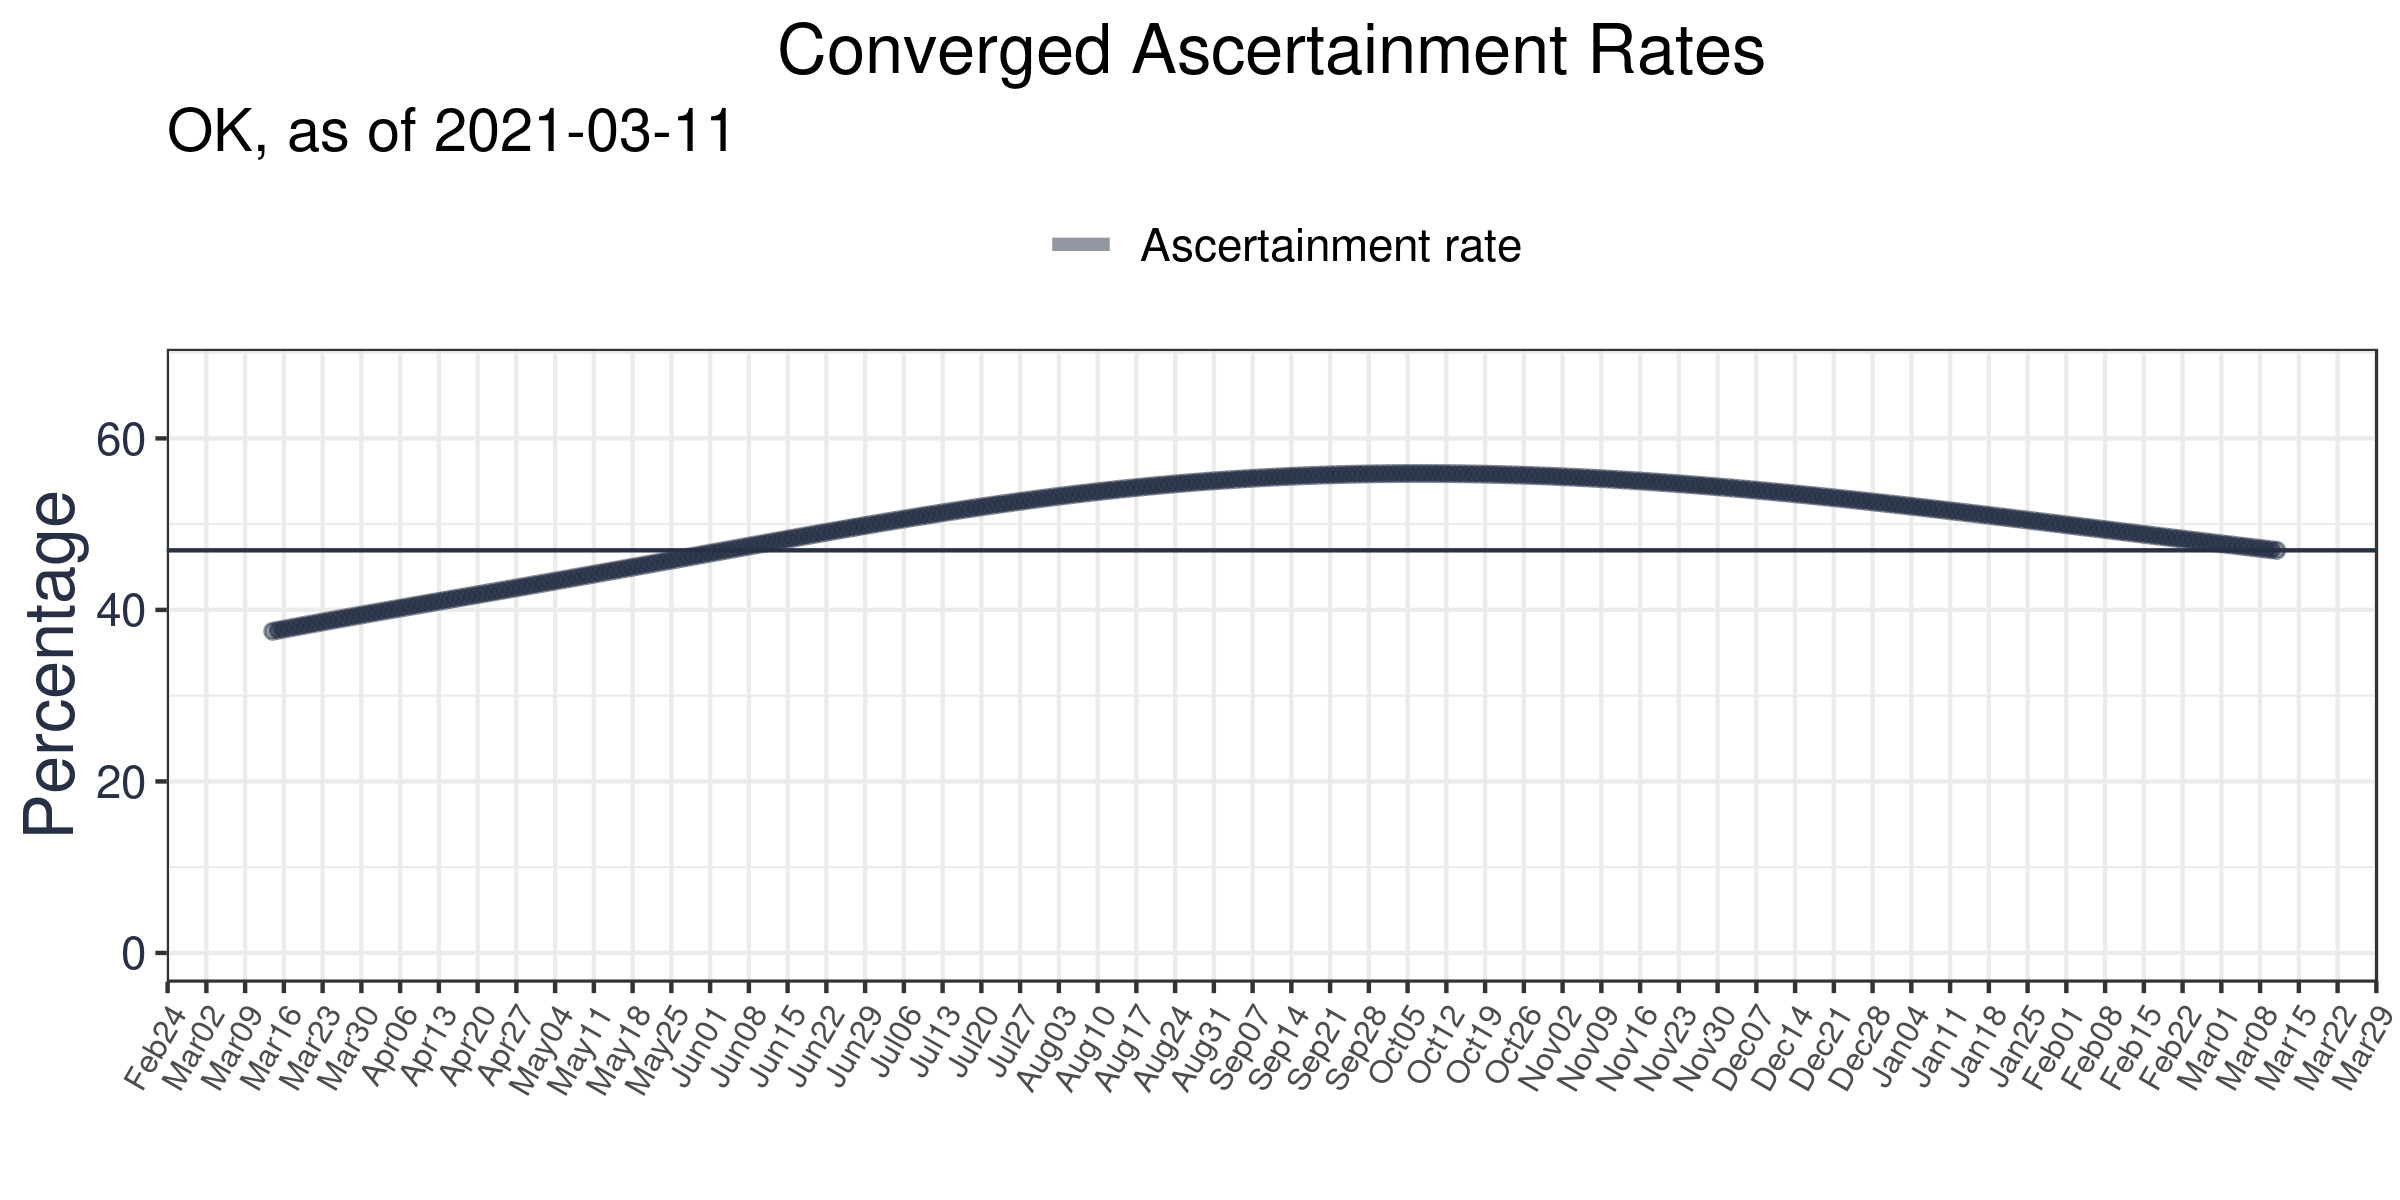 Converged Ascertainment Rates
OK, as of 2021-03-11
Ascertainment rate
Percentage
60
40
20
0
Feb24
Mar02
Mar09
Mar16
Mar23
Mar30
Apr06
Apr13
Apr20
Apr27
May04
May11
May18
May25
Jun01
Jun08
Jun15
Jun22
Jun29
Jul06
Jul13
Jul20
Jul27
Aug03
Aug10
Aug17
Aug24
Aug31
Sep07
Sep14
Sep21
Sep28
Oct05
Oct12
Oct19
Oct26
Nov02
Nov09
Nov16
Nov23
Nov30
Dec07
Dec14
Dec21
Dec28
Jan04
Jan11
Jan18
Jan25
Feb01
Feb08
Feb15
Feb22
Mar01
Mar08
Mar15
Mar22
Mar29